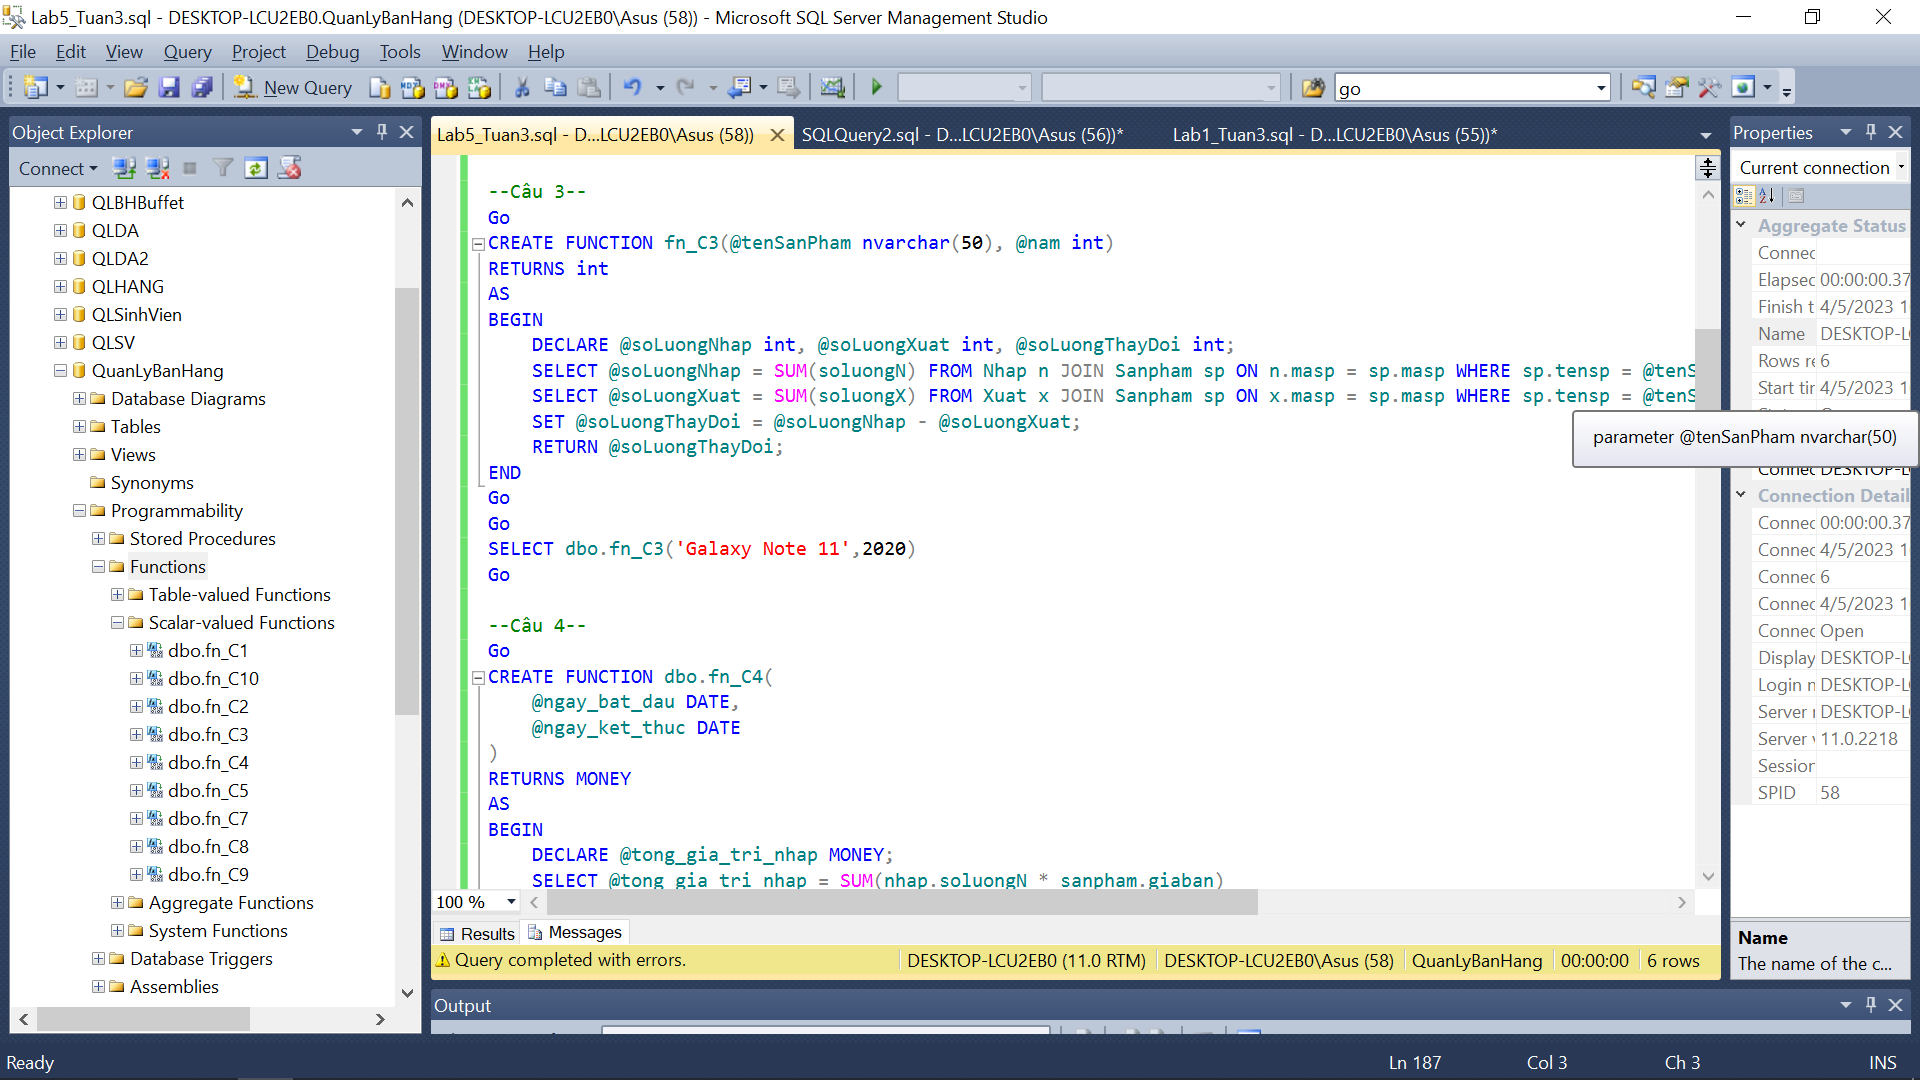 Lab5_Tuan3.sql - DESKTOP-LCU2EB0.QuanLyBanHang (DESKTOP-LCU2EB0\Asus (58)) - Microsoft SQL Server Management Studio
File Edit View Query Project Debug Tools Window Help
New Query
go
Object Explorer
Connect
QLBHBuffet
QLDA
QLDA2
QLHANG
QLSinhVien
QLSV
QuanLyBanHang
Database Diagrams
Tables
Views
Synonyms
Programmability
Stored Procedures
Functions
Table-valued Functions
Scalar-valued Functions
dbo.fn_C1
dbo.fn_C10
dbo.fn_C2
dbo.fn_C3
dbo.fn_C4
dbo.fn_C5
dbo.fn_C7
dbo.fn_C8
dbo.fn_C9
Aggregate Functions
System Functions
Database Triggers
Assemblies
Lab5_Tuan3.sql - D...LCU2EB0\Asus (58)) SQLQuery2.sql - D...LCU2EB0\Asus (56))* Lab1_Tuan3.sql - D...LCU2EB0\Asus (55))*
--Câu 3--
Go
CREATE FUNCTION fn_C3(@tenSanPham nvarchar(50), @nam int)
RETURNS int
AS
BEGIN
DECLARE @soLuongNhap int, @soLuongXuat int, @soLuongThayDoi int;
SELECT @soLuongNhap = SUM(soluongN) FROM Nhap n JOIN Sanpham sp ON n.masp = sp.masp WHERE sp.tensp = @tenS
SELECT @soLuongXuat = SUM(soluongX) FROM Xuat x JOIN Sanpham sp ON x.masp = sp.masp WHERE sp.tensp = @tenS
SET @soLuongThayDoi = @soLuongNhap - @soLuongXuat;
RETURN @soLuongThayDoi;
END
Go
Go
SELECT dbo.fn_C3('Galaxy Note 11',2020)
Go
--Câu 4--
Go
CREATE FUNCTION dbo.fn_C4(
@ngay_bat_dau DATE,
@ngay_ket_thuc DATE
)
RETURNS MONEY
AS
BEGIN
DECLARE @tong_gia_tri_nhap MONEY;
SELECT @tong_gia_tri_nhap = SUM(nhap.soluongN * sanpham.giaban)
parameter @tenSanPham nvarchar(50)
100 %
Results Messages
Query completed with errors. DESKTOP-LCU2EB0 (11.0 RTM) DESKTOP-LCU2EB0\Asus (58) QuanLyBanHang 00:00:00 6 rows
Output
Properties
Current connection
Aggregate Status
Connec
Elapsec 00:00:00.37
Finish t 4/5/2023 1
Name DESKTOP-L
Rows re 6
Start tir 4/5/2023 1
Connec DESKTOP-L
Connection Detail
Connec 00:00:00.37
Connec 4/5/2023 1
Connec 6
Connec 4/5/2023 1
Connec Open
Display DESKTOP-L
Login n DESKTOP-L
Server r DESKTOP-L
Server v 11.0.2218
Session
SPID 58
Name
The name of the c...
Ready Ln 187 Col 3 Ch 3 INS